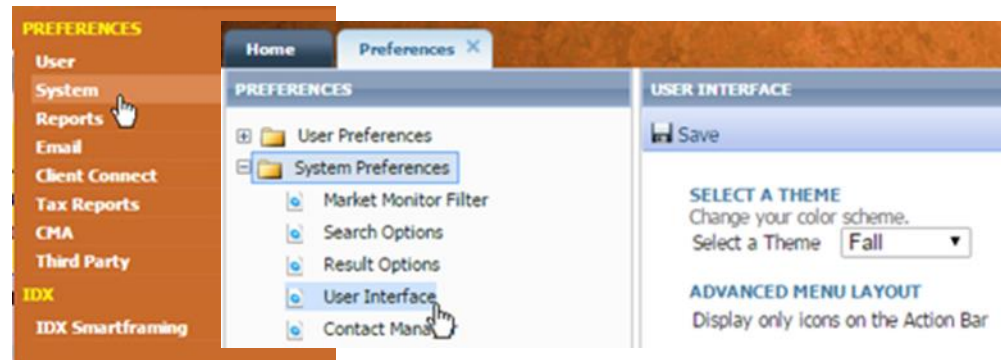 PREFERENCES
User
System
Reports
Email
Client Connect
Tax Reports
CMA
Third Party
IDX
IDX Smartframing
Home
Preferences
PREFERENCES
User Preferences
System Preferences
Market Monitor Filter
Search Options
Result Options
User Interface
Contact
USER INTERFACE
Save
SELECT A THEME
Change your color scheme.
Select a Theme Fall
ADVANCED MENU LAYOUT
Display only icons on the Action Bar